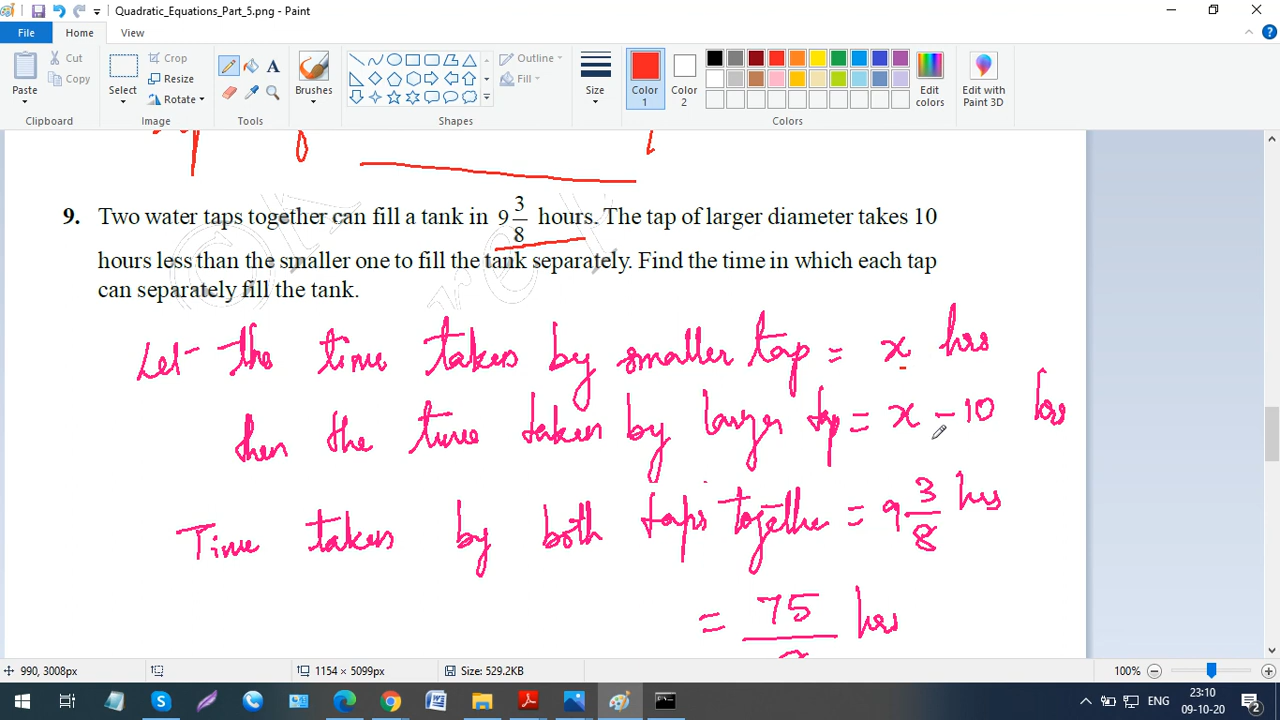 Quadratic_Equations_Part_5.png - Paint
File Home View
Paste
Cut
Copy
Clipboard
Select
Crop
Resize
Rotate
Image
A
Tools
Brushes
Outline
Fill
Shapes
Size
Color 1
Color 2
Colors
Edit colors
Edit with Paint 3D
9. Two water taps together can fill a tank in 9 3/8 hours. The tap of larger diameter takes 10
hours less than the smaller one to fill the tank separately. Find the time in which each tap
can separately fill the tank.
Let the time takes by smaller tap = x hrs
then the time taken by larger tap = x - 10 hrs
Time takes by both taps together = 9 3/8 hrs
= 75 hrs
990, 3008px 1154 × 5099px Size: 529.2KB 100%
ENG 23:10 09-10-20 2